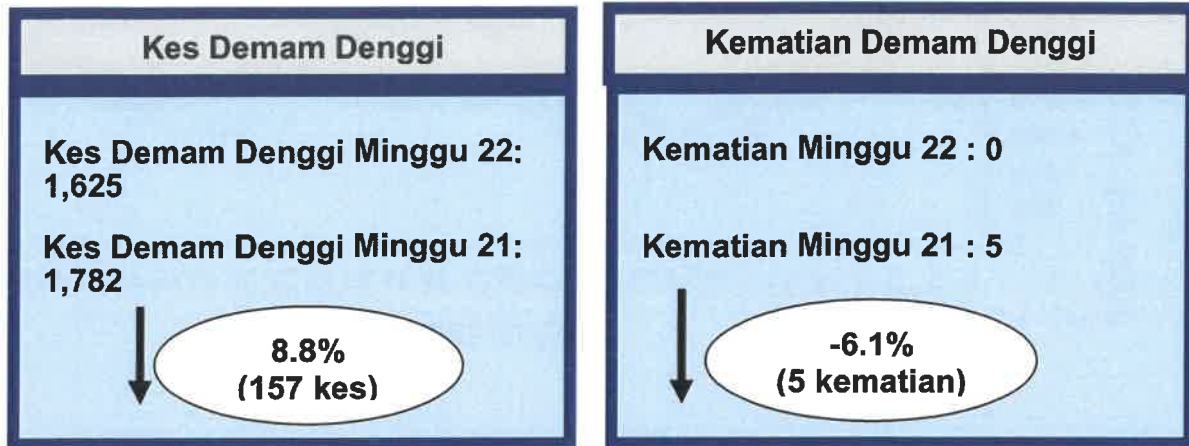 Kes Demam Denggi
Kes Demam Denggi Minggu 22:
1,625
Kes Demam Denggi Minggu 21:
1,782
8.8%
(157 kes)
Kematian Demam Denggi
Kematian Minggu 22 : 0
Kematian Minggu 21 : 5
-6.1%
(5 kematian)